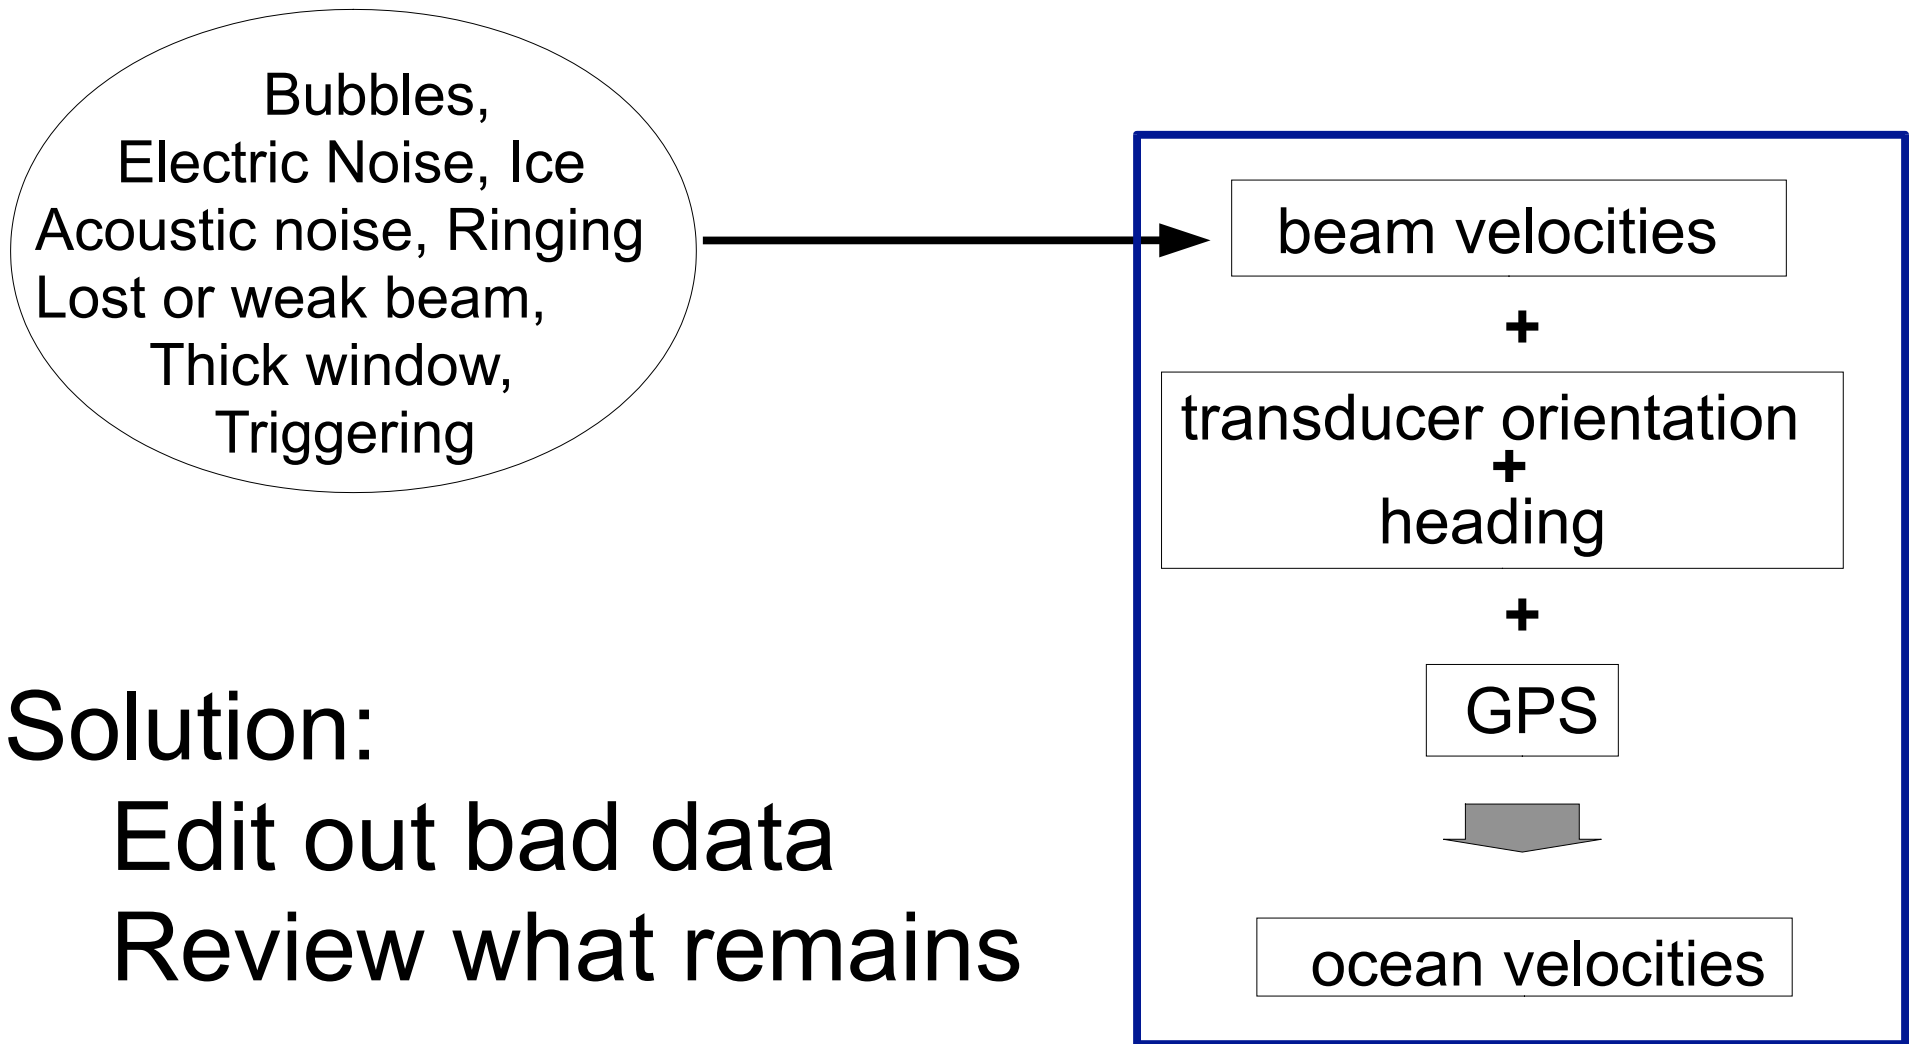 Bubbles,
Electric Noise, Ice
Acoustic noise, Ringing
Lost or weak beam,
Thick window,
Triggering
beam velocities
+
transducer orientation
+
heading
+
GPS
ocean velocities
Solution:
Edit out bad data
Review what remains